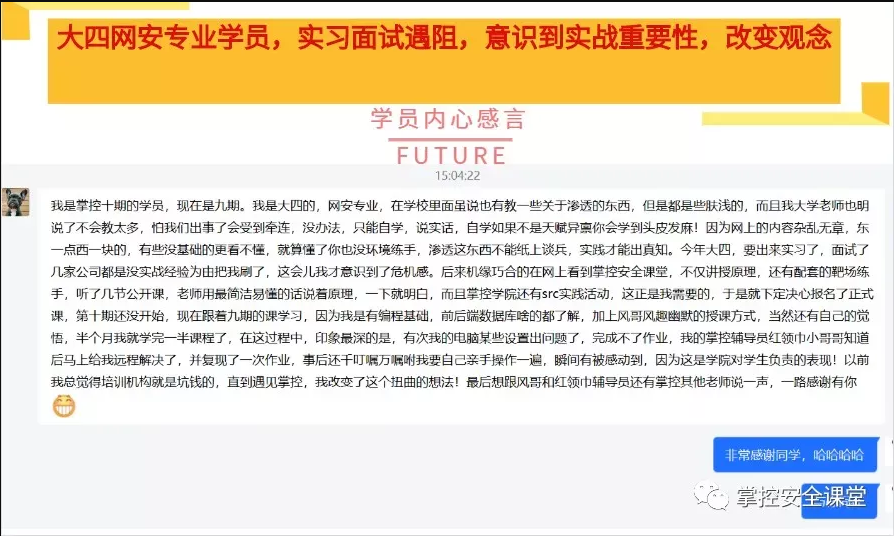 大四网安专业学员，实习面试遇阻，意识到实战重要性，改变观念
学员内心感言
FUTURE
15:04:22
我是掌控十期的学员，现在是九期。我是大四的，网安专业，在学校里面虽说也有教一些关于渗透的东西，但是都是些肤浅的，而且我大学老师也明
说了不会教太多，怕我们出事了会受到牵连，没办法，只能自学，说实话，自学如果不是天赋异禀你会学到头皮发麻！因为网上的内容杂乱无章，东
一点西一块的，有些没基础的更看不懂，就算懂了你也没环境练手，渗透这东西不能纸上谈兵，实践才能出真知。今年大四，要出来实习了，面试了
几家公司都是没实战经验为由把我刷了，这会儿我才意识到了危机感。后来机缘巧合的在网上看到掌控安全课堂，不仅讲授原理，还有配套的靶场练
手，听了几节公开课，老师用最简洁易懂的话说着原理，一下就明白，而且掌控学院还有src实践活动，这正是我需要的，于是就下定决心报名了正式
课，第十期还没开始，现在跟着九期的课学习，因为我是有编程基础，前后端数据库啥的都了解，加上风哥风趣幽默的授课方式，当然还有自己的觉
悟，半个月我就学完一半课程了，在这过程中，印象最深的是，有次我的电脑某些设置出问题了，完成不了作业，我的掌控辅导员红领巾小哥哥知道
后马上给我远程解决了，并复现了一次作业，事后还千叮嘱万嘱咐我要自己亲手操作一遍，瞬间有被感动到，因为这是学院对学生负责的表现！以前
我总觉得培训机构就是坑钱的，直到遇见掌控，我改变了这个扭曲的想法！最后想跟风哥和红领巾辅导员还有掌控其他老师说一声，一路感谢有你
非常感谢同学，哈哈哈哈
掌控安全课堂